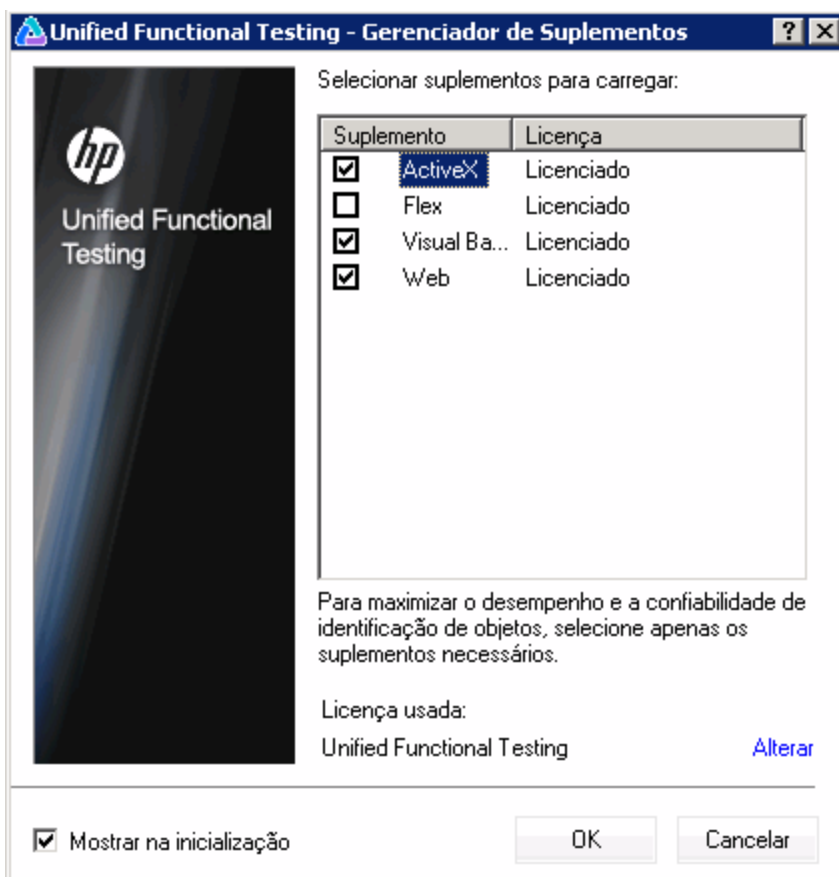 Unified Functional Testing - Gerenciador de Suplementos
hp
Unified Functional
Testing
Selecionar suplementos para carregar:
Suplemento Licença
ActiveX Licenciado
Flex Licenciado
Visual Ba... Licenciado
Web Licenciado
Para maximizar o desempenho e a confiabilidade de
identificação de objetos, selecione apenas os
suplementos necessários.
Licença usada:
Unified Functional Testing Alterar
Mostrar na inicialização OK Cancelar